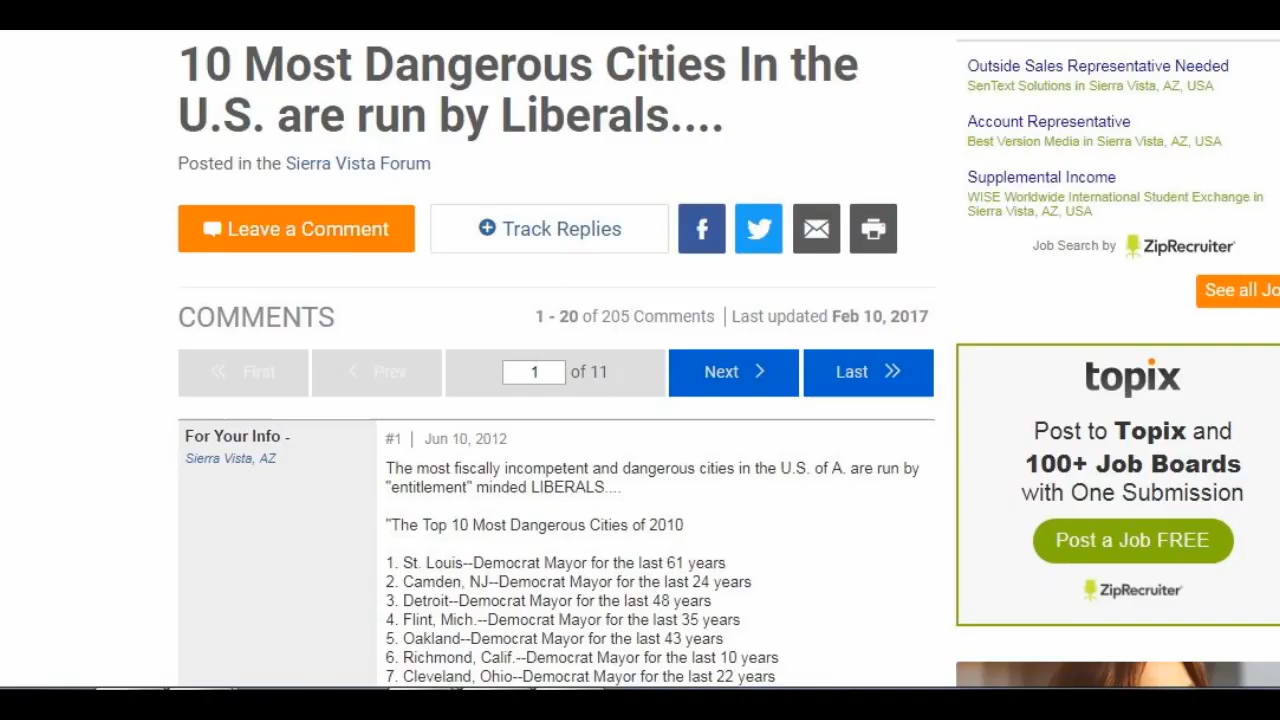 10 Most Dangerous Cities In the
U.S. are run by Liberals....
Posted in the Sierra Vista Forum
Leave a Comment
Track Replies
COMMENTS
1 - 20 of 205 Comments | Last updated Feb 10, 2017
First
Prev
1 of 11
Next
Last
For Your Info -
Sierra Vista, AZ
#1 | Jun 10, 2012
The most fiscally incompetent and dangerous cities in the U.S. of A. are run by
"entitlement" minded LIBERALS....
"The Top 10 Most Dangerous Cities of 2010
1. St. Louis--Democrat Mayor for the last 61 years
2. Camden, NJ--Democrat Mayor for the last 24 years
3. Detroit--Democrat Mayor for the last 48 years
4. Flint, Mich.--Democrat Mayor for the last 35 years
5. Oakland--Democrat Mayor for the last 43 years
6. Richmond, Calif.--Democrat Mayor for the last 10 years
7. Cleveland, Ohio--Democrat Mayor for the last 22 years
Outside Sales Representative Needed
SenText Solutions in Sierra Vista, AZ, USA
Account Representative
Best Version Media in Sierra Vista, AZ, USA
Supplemental Income
WISE Worldwide International Student Exchange in
Sierra Vista, AZ, USA
Job Search by ZipRecruiter
See all Jo
topix
Post to Topix and
100+ Job Boards
with One Submission
Post a Job FREE
ZipRecruiter